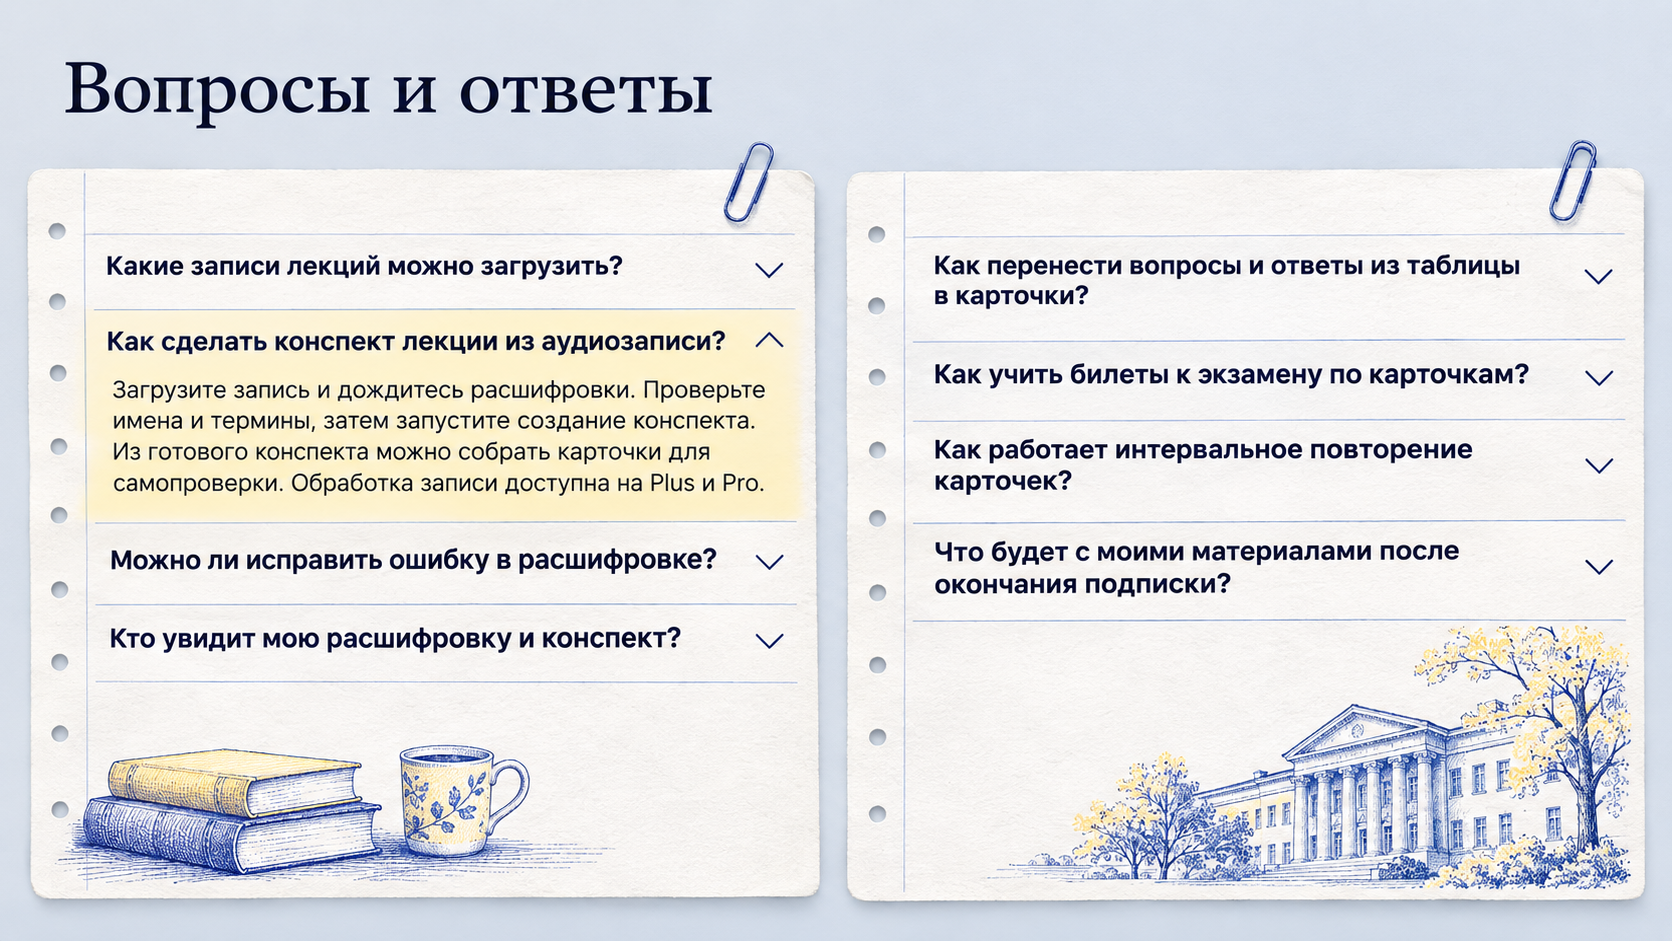 Вопросы и ответы
Какие записи лекций можно загрузить?
Как сделать конспект лекции из аудиозаписи?
Загрузите запись и дождитесь расшифровки. Проверьте
имена и термины, затем запустите создание конспекта.
Из готового конспекта можно собрать карточки для
самопроверки. Обработка записи доступна на Plus и Pro.
Можно ли исправить ошибку в расшифровке?
Кто увидит мою расшифровку и конспект?
Как перенести вопросы и ответы из таблицы
в карточки?
Как учить билеты к экзамену по карточкам?
Как работает интервальное повторение
карточек?
Что будет с моими материалами после
окончания подписки?